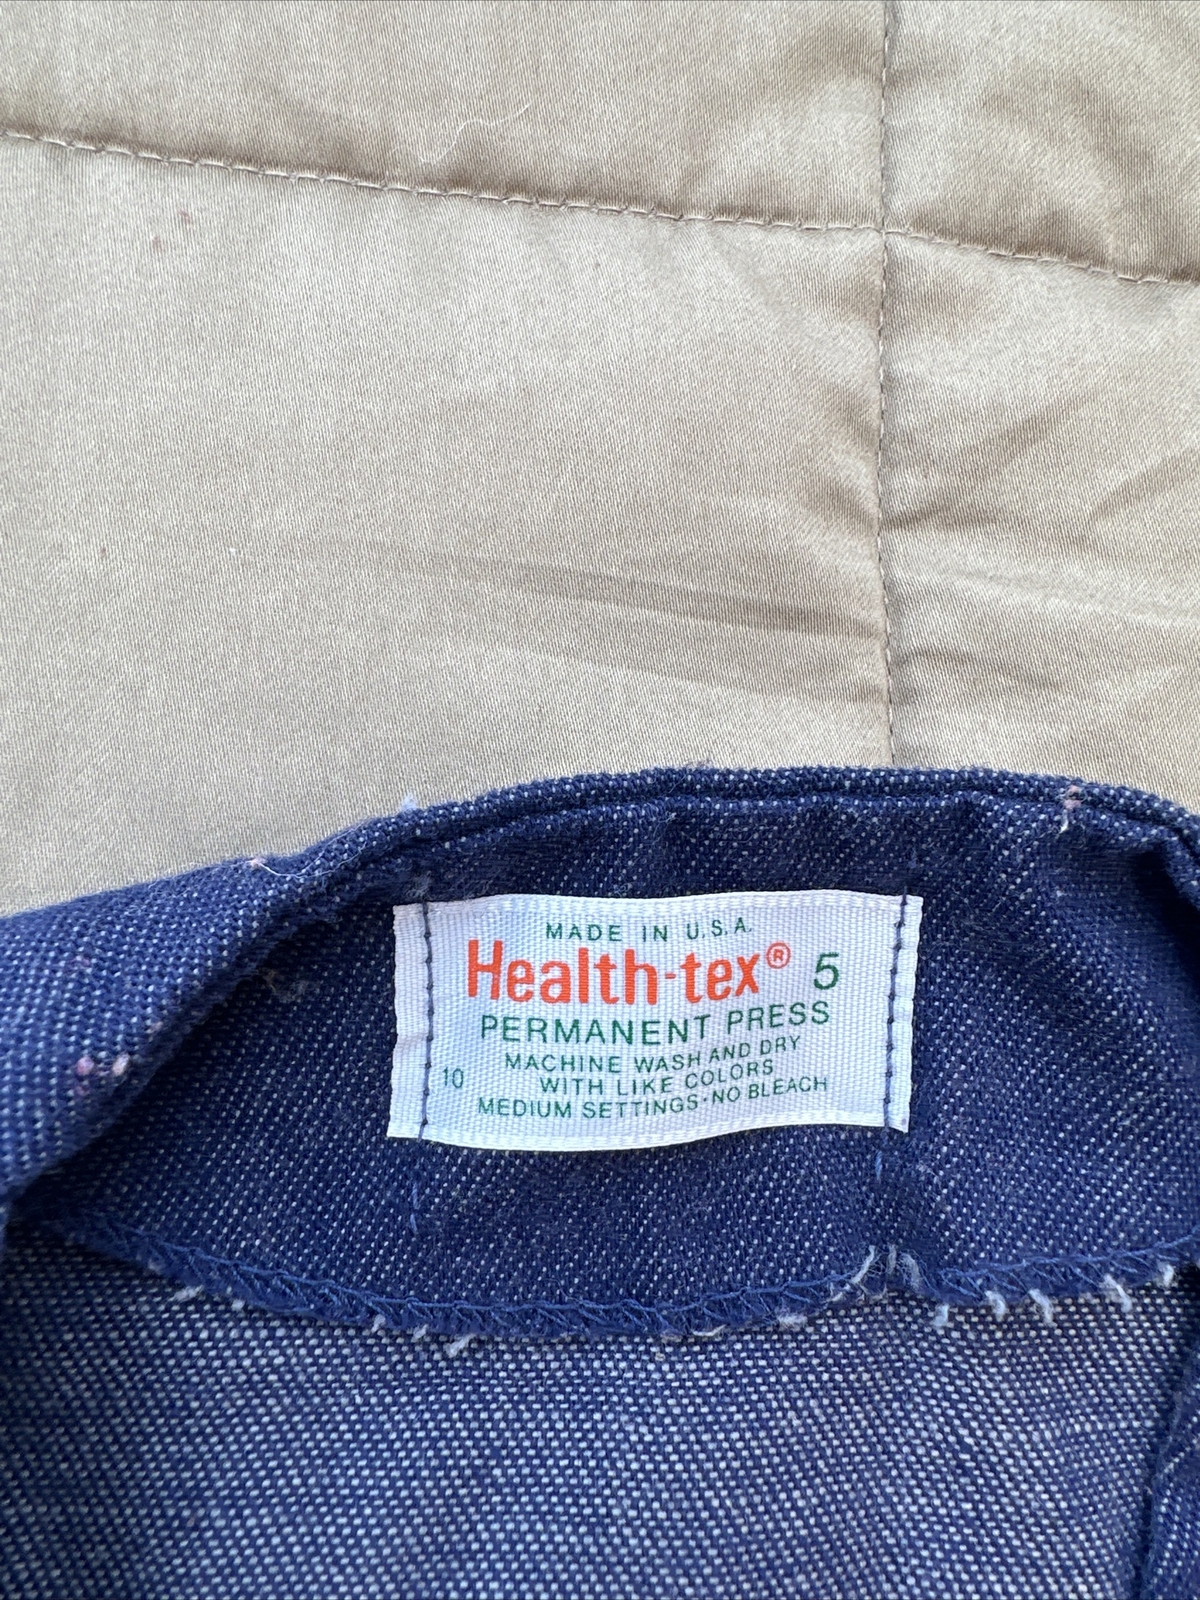 MADE IN U.S.A.
Health-tex® 5
PERMANENT PRESS
MACHINE WASH AND DRY
10 WITH LIKE COLORS
MEDIUM SETTINGS·NO BLEACH